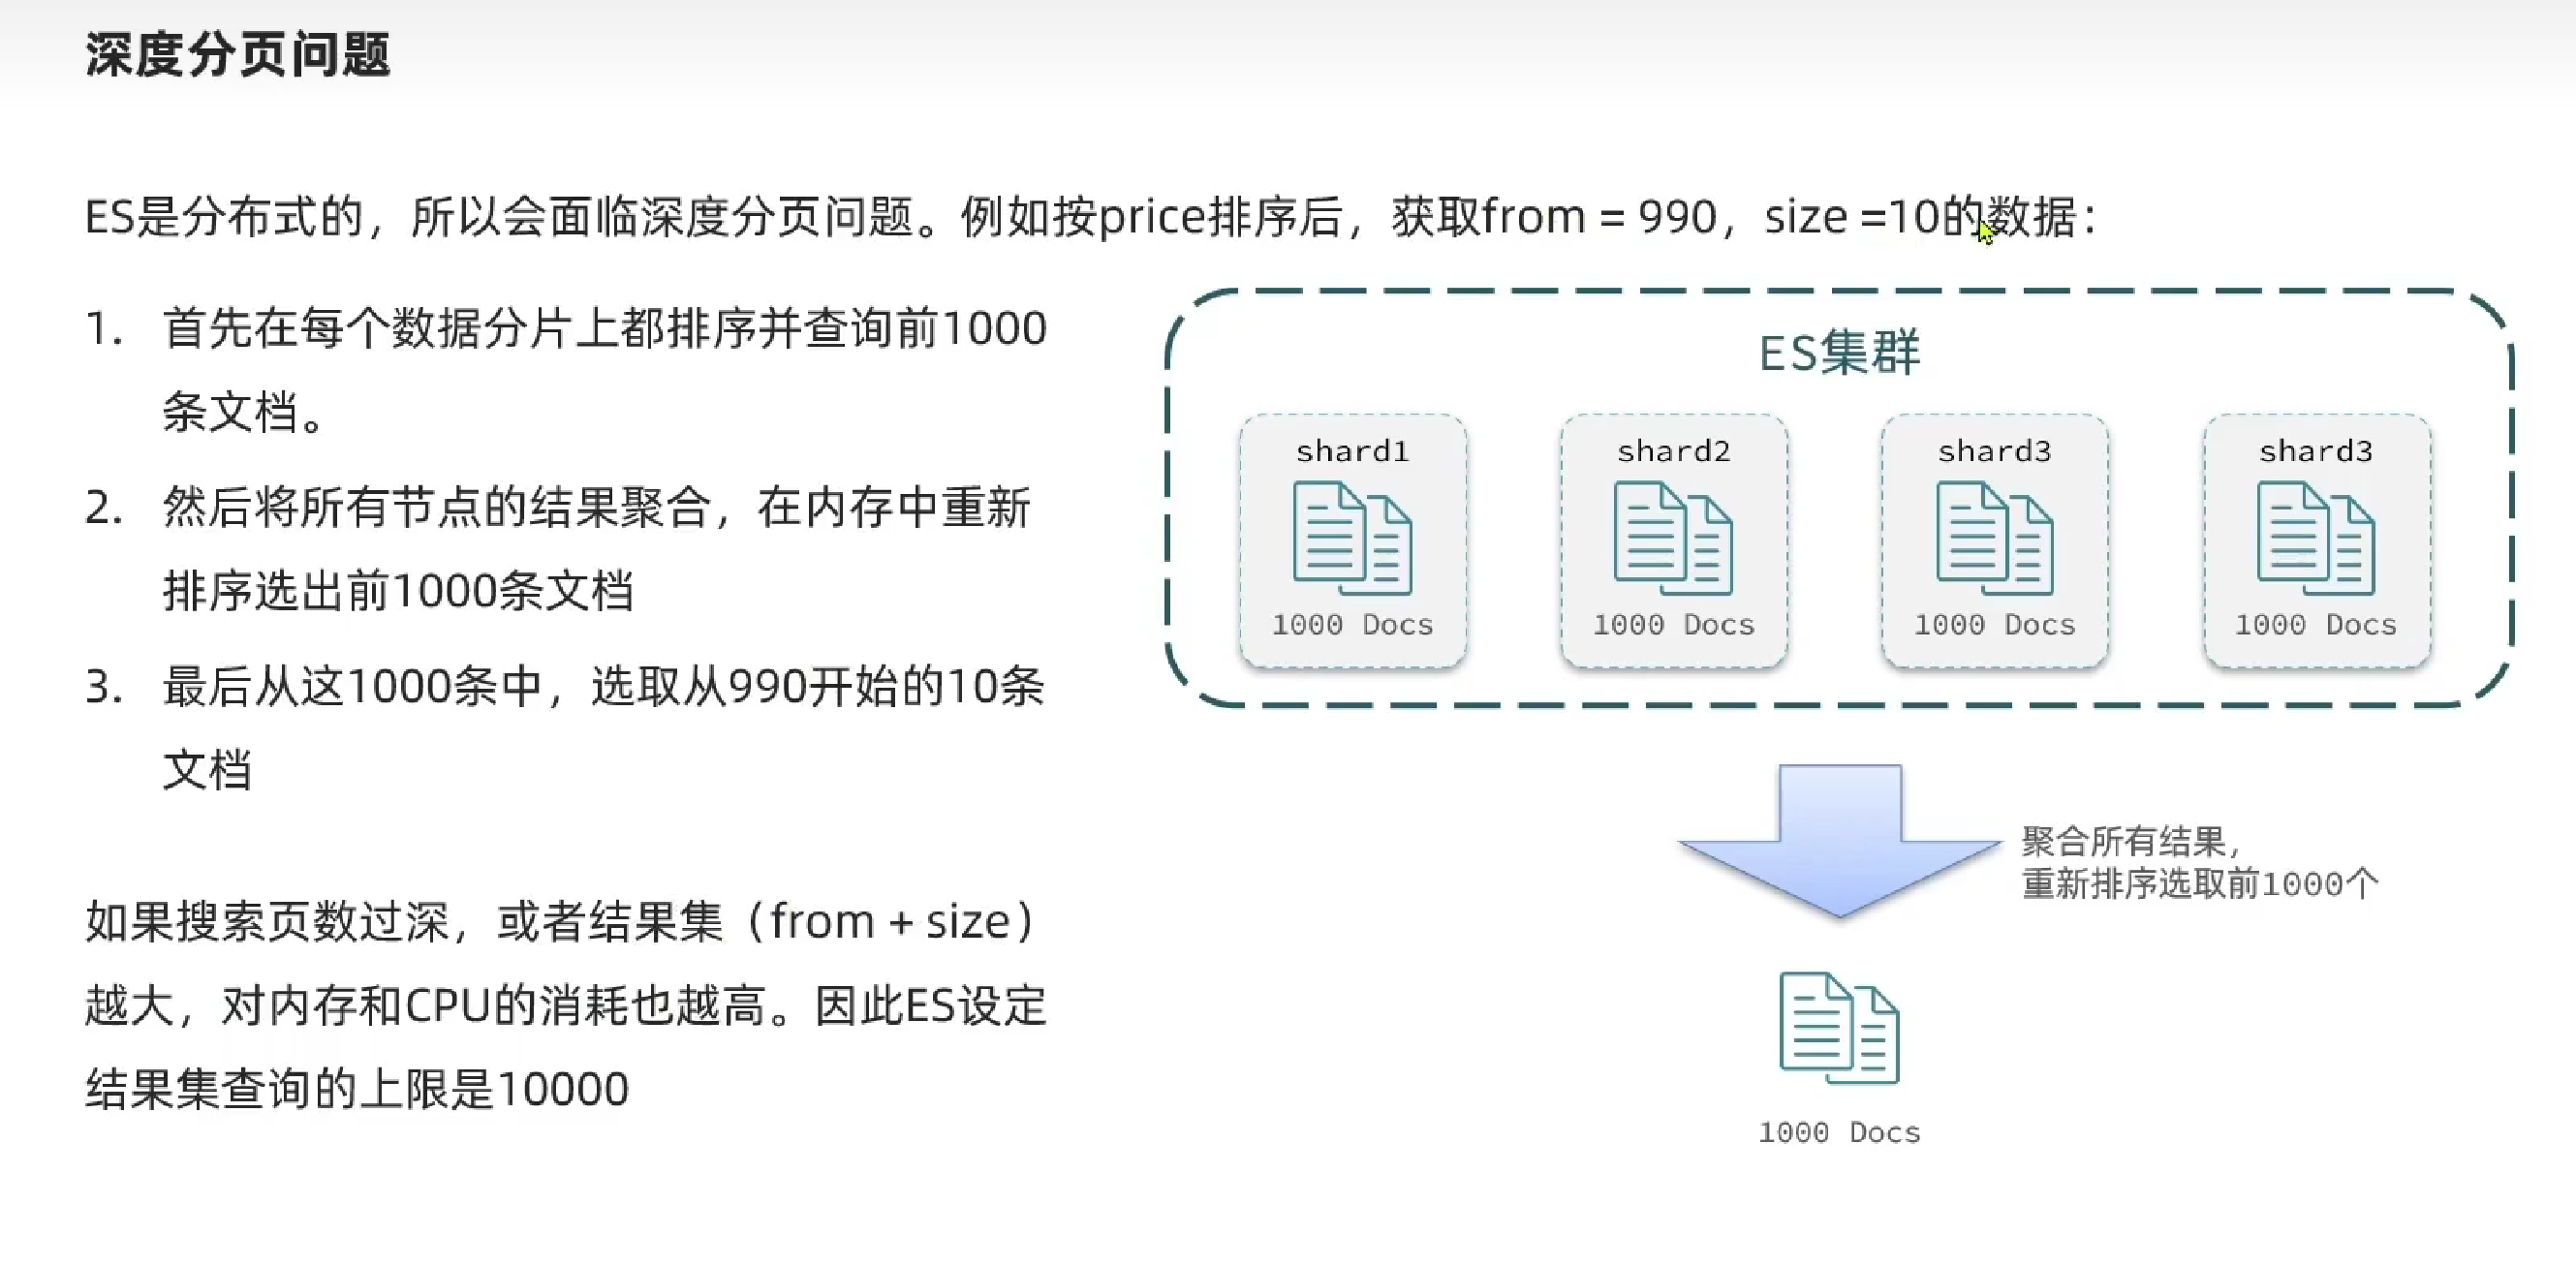 深度分页问题
ES是分布式的，所以会面临深度分页问题。例如按price排序后，获取from = 990，size =10的数据：
1. 首先在每个数据分片上都排序并查询前1000
条文档。
2. 然后将所有节点的结果聚合，在内存中重新
排序选出前1000条文档
3. 最后从这1000条中，选取从990开始的10条
文档
如果搜索页数过深，或者结果集（from + size）
越大，对内存和CPU的消耗也越高。因此ES设定
结果集查询的上限是10000
ES集群
shard1
shard2
shard3
shard3
1000 Docs
1000 Docs
1000 Docs
1000 Docs
聚合所有结果，
重新排序选取前1000个
1000 Docs